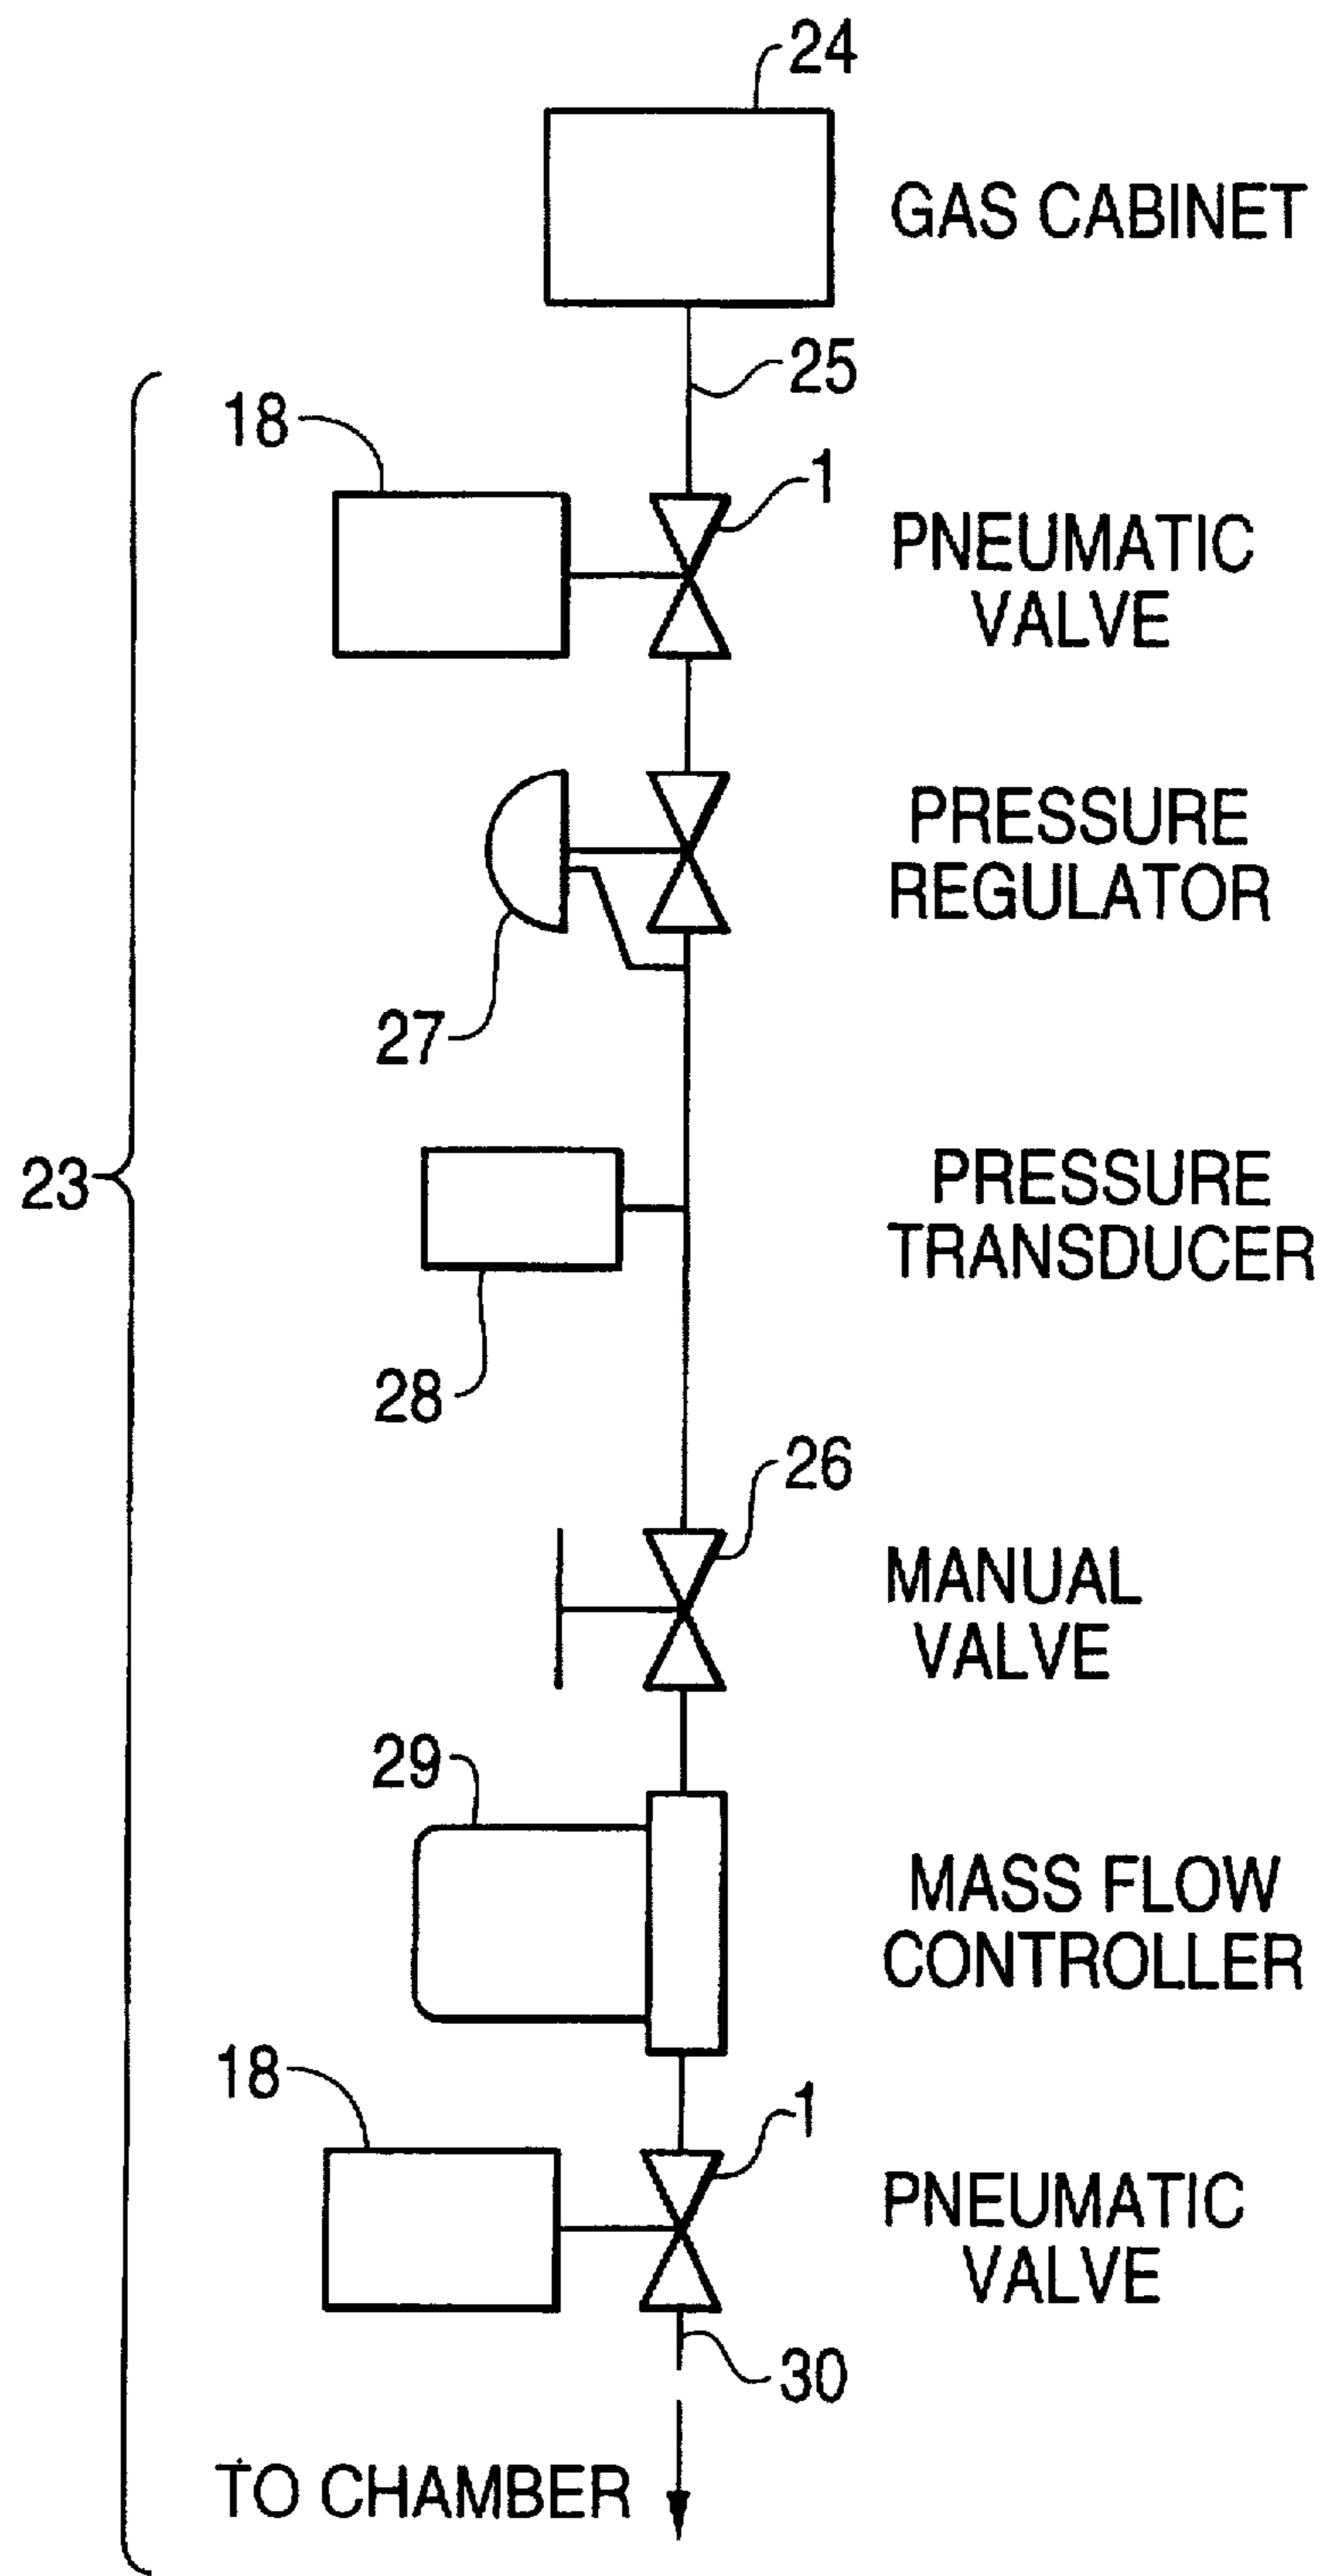 24
GAS CABINET
25
18
1
PNEUMATIC
VALVE
PRESSURE
REGULATOR
27
23
PRESSURE
TRANSDUCER
28
26
MANUAL
VALVE
29
MASS FLOW
CONTROLLER
18
1
PNEUMATIC
VALVE
30
TO CHAMBER